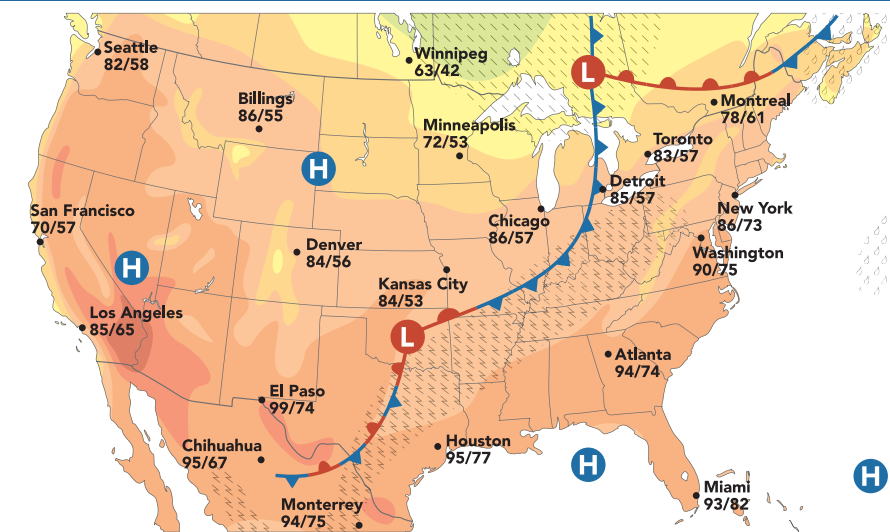 Seattle
82/58
Winnipeg
63/42
L
Billings
86/55
Montreal
78/61
Minneapolis
72/53
Toronto
83/57
H
Detroit
85/57
San Francisco
70/57
Chicago
86/57
New York
86/73
Denver
84/56
Washington
90/75
H
Kansas City
84/53
Los Angeles
85/65
L
Atlanta
94/74
El Paso
99/74
Chihuahua
95/67
Houston
95/77
H
H
Miami
93/82
Monterrey
94/75